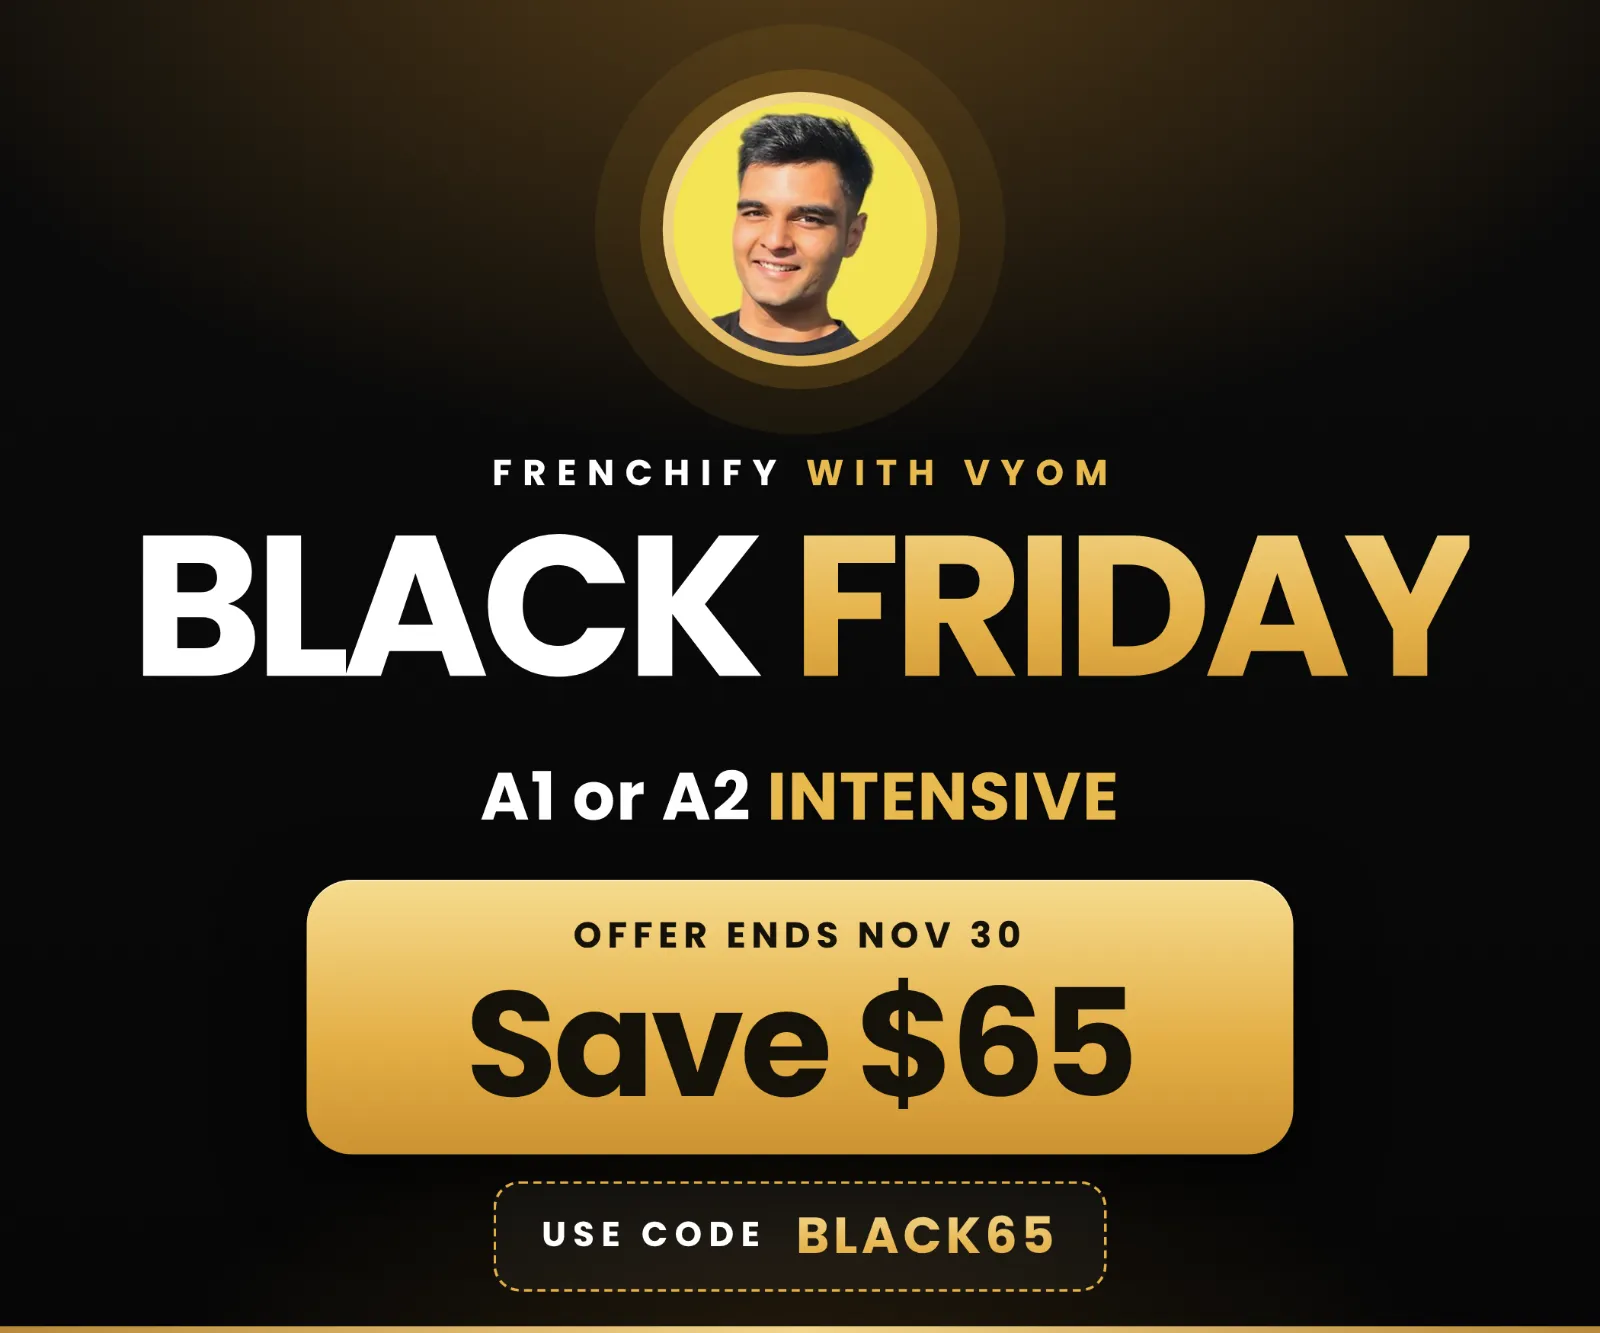 FRENCHIFY WITH VYOM
BLACK FRIDAY
A1 or A2 INTENSIVE
OFFER ENDS NOV 30
Save $65
USE CODE BLACK65